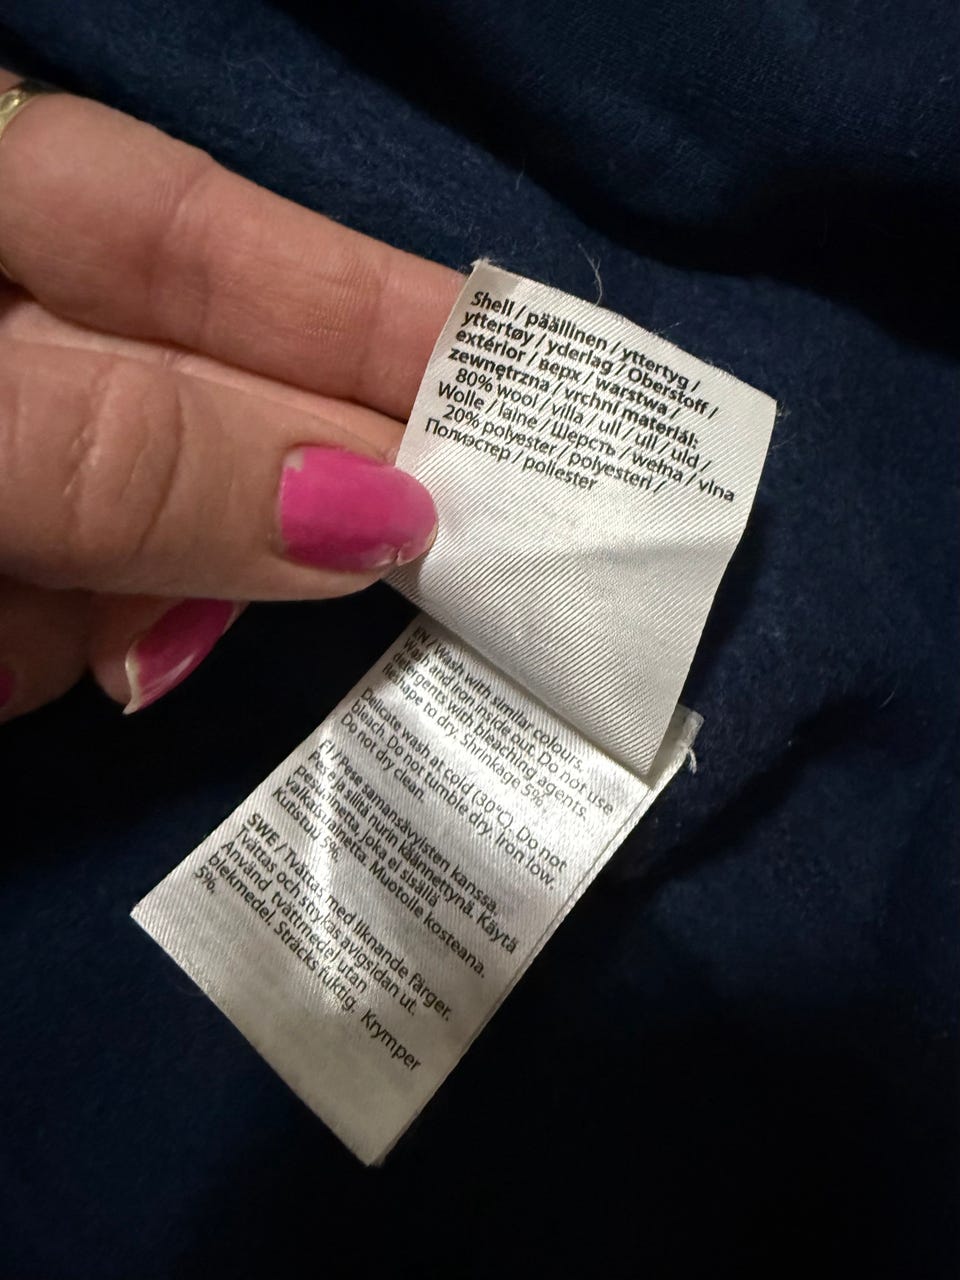 Shell / päällinen / yttertyg /
yttertøy / yderlag / Oberstoff /
extérior / верх / warstwa /
zewnętrzna / vrchní materiál:
80% wool / villa / ull / ull / uld /
Wolle / laine / Шерсть / wełna / vlna
20% polyester / polyesteri /
Полиэстер / poliester
EN / Wash with similar colours.
Wash and iron inside out. Do not use
detergents with bleaching agents.
Reshape to dry. Shrinkage 5%.
Delicate wash at cold (30°C). Do not
bleach. Do not tumble dry. Iron low.
Do not dry clean.
FI / Pese samansävyisten kanssa.
Pese ja silitä nurin käännettynä. Käytä
pesuainetta, joka ei sisällä
valkaisuainetta. Muotoile kosteana.
Kutistuu 5%.
SWE / Tvättas med liknande färger.
Tvättas och strykas avigsidan ut.
Använd tvättmedel utan
blekmedel. Sträcks fuktig. Krymper
5%.